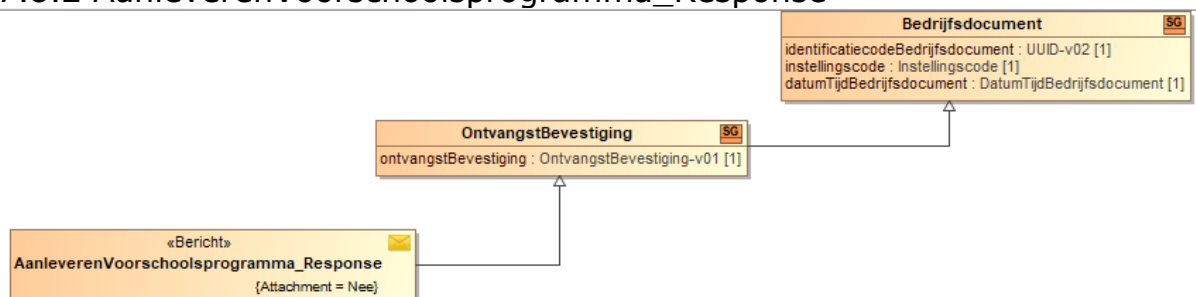 AanleverenVoorschoolsprogramma_Response
Bedrijfsdocument SG
identificatiecodeBedrijfsdocument : UUID-v02 [1]
instellingscode : Instellingscode [1]
datumTijdBedrijfsdocument : DatumTijdBedrijfsdocument [1]
OntvangstBevestiging SG
ontvangstBevestiging : OntvangstBevestiging-v01 [1]
«Bericht»
AanleverenVoorschoolsprogramma_Response
{Attachment = Nee}